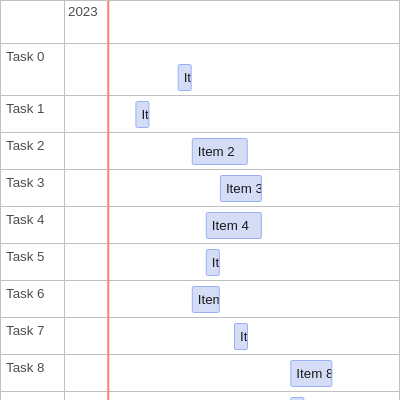 2023
Task 0
It
Task 1
It
Task 2
Item 2
Task 3
Item 3
Task 4
Item 4
Task 5
It
Task 6
Item
Task 7
It
Task 8
Item 8